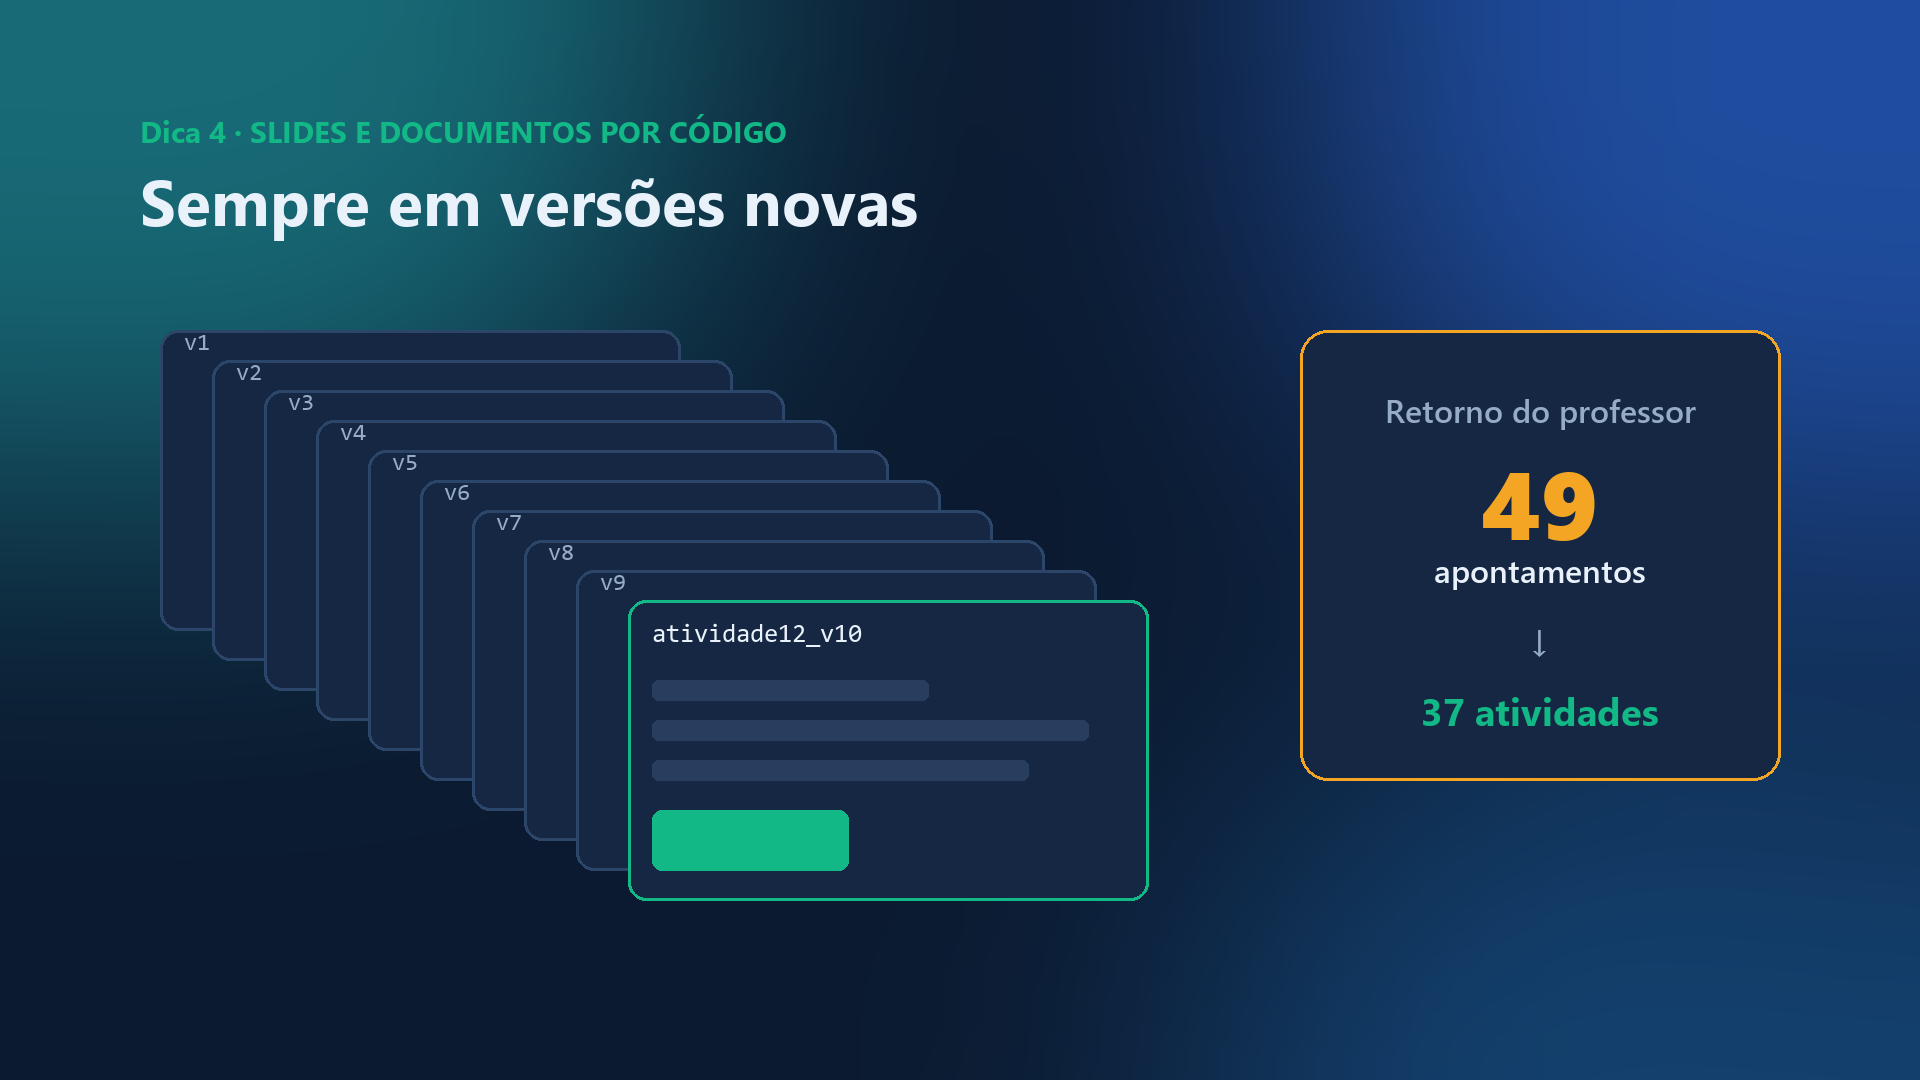 Dica 4 · SLIDES E DOCUMENTOS POR CÓDIGO
Sempre em versões novas
v1
v2
v3
v4
v5
v6
v7
v8
v9
atividade12_v10
Retorno do professor
49
apontamentos
↓
37 atividades